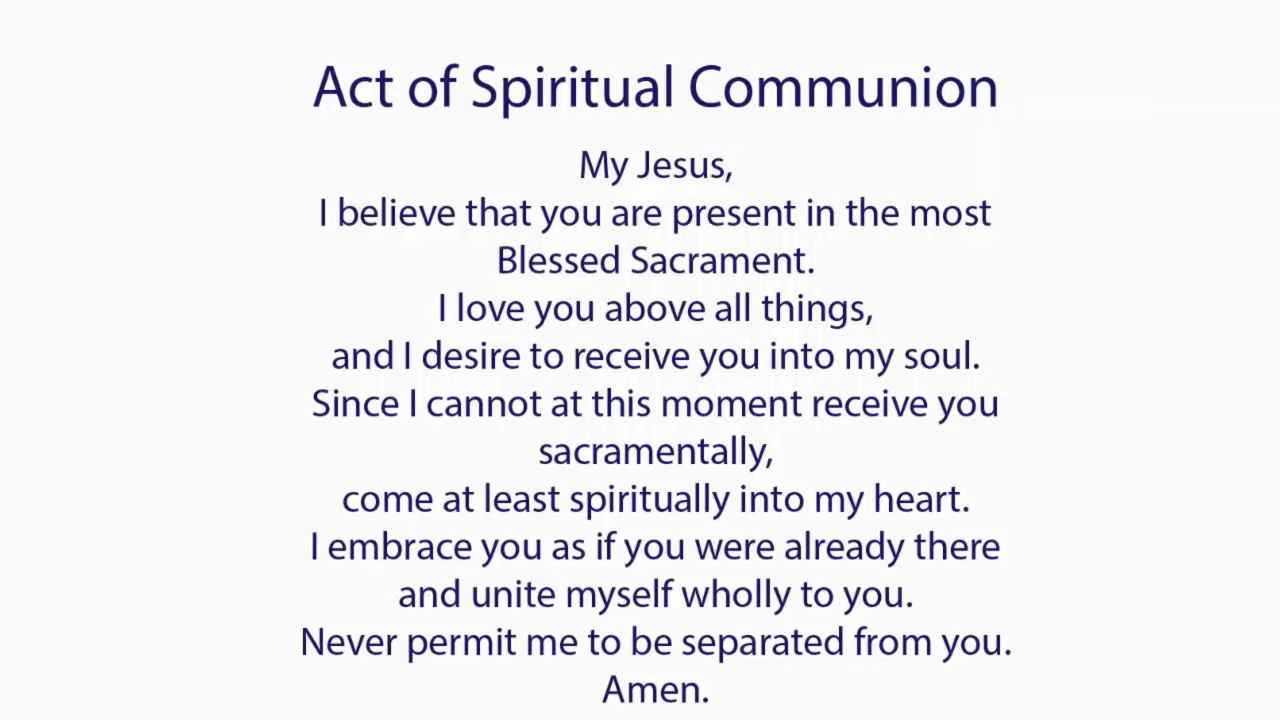 Act of Spiritual Communion
My Jesus,
I believe that you are present in the most
Blessed Sacrament.
I love you above all things,
and I desire to receive you into my soul.
Since I cannot at this moment receive you
sacramentally,
come at least spiritually into my heart.
I embrace you as if you were already there
and unite myself wholly to you.
Never permit me to be separated from you.
Amen.